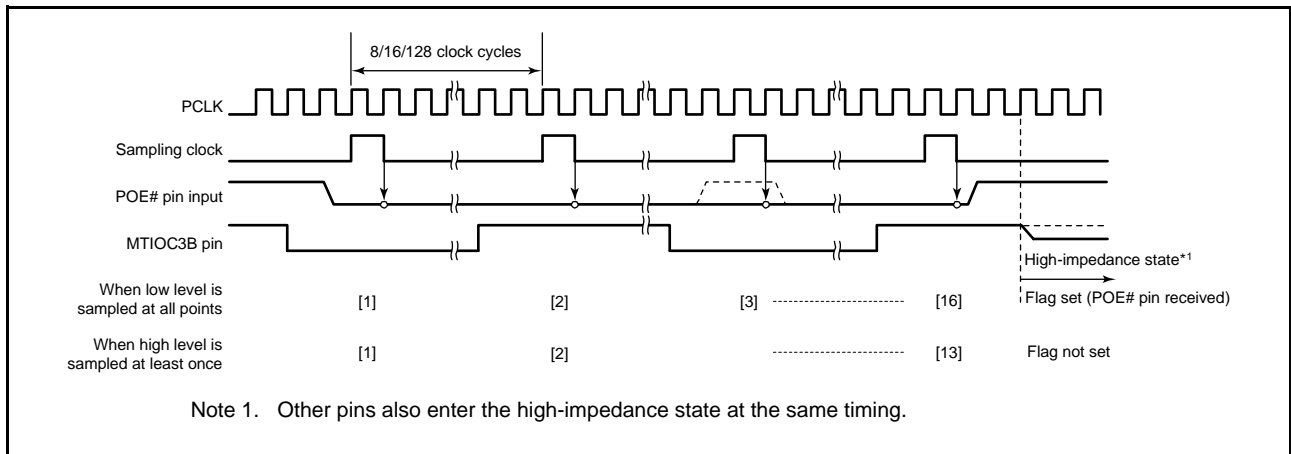 8/16/128 clock cycles
PCLK
Sampling clock
POE# pin input
MTIOC3B pin
High-impedance state*1
When low level is
sampled at all points
[1] [2] [3] [16]
Flag set (POE# pin received)
When high level is
sampled at least once
[1] [2] [13]
Flag not set
Note 1. Other pins also enter the high-impedance state at the same timing.